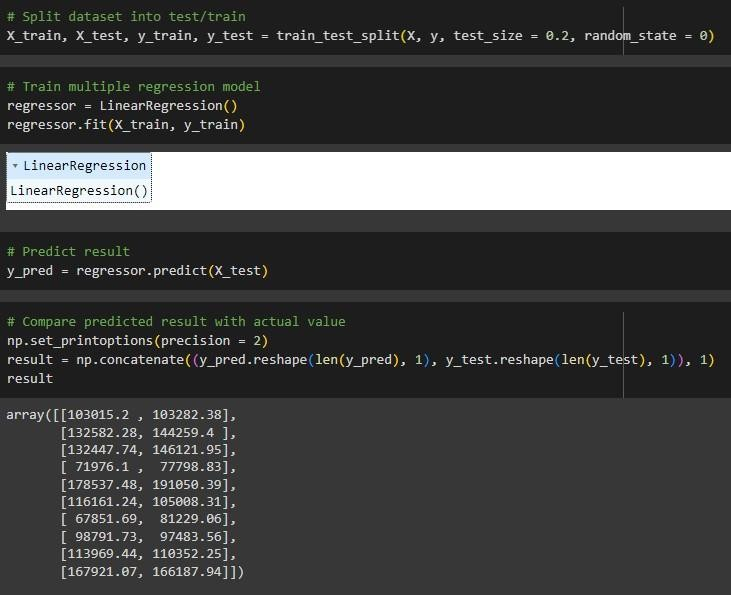 # Split dataset into test/train
X_train, X_test, y_train, y_test = train_test_split(X, y, test_size = 0.2, random_state = 0)
# Train multiple regression model
regressor = LinearRegression()
regressor.fit(X_train, y_train)
LinearRegression
LinearRegression()
# Predict result
y_pred = regressor.predict(X_test)
# Compare predicted result with actual value
np.set_printoptions(precision = 2)
result = np.concatenate((y_pred.reshape(len(y_pred), 1), y_test.reshape(len(y_test), 1)), 1)
result
array([[103015.2 , 103282.38],
[132582.28, 144259.4 ],
[132447.74, 146121.95],
[ 71976.1 ,  77798.83],
[178537.48, 191050.39],
[116161.24, 105008.31],
[ 67851.69,  81229.06],
[ 98791.73,  97483.56],
[113969.44, 110352.25],
[167921.07, 166187.94]])